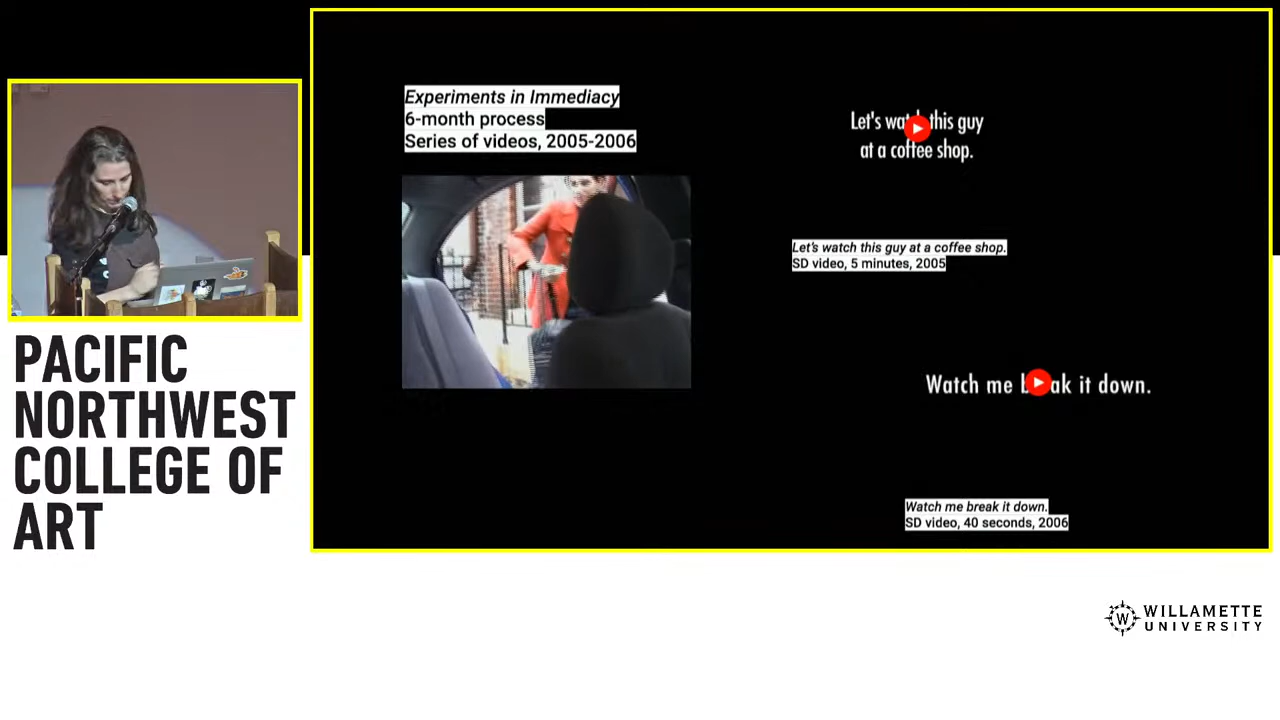 Experiments in Immediacy
6-month process
Series of videos, 2005-2006
Let's watch this guy
at a coffee shop.
Let's watch this guy at a coffee shop.
SD video, 5 minutes, 2005
Watch me break it down.
Watch me break it down.
SD video, 40 seconds, 2006
PACIFIC
NORTHWEST
COLLEGE OF
ART
W
WILLAMETTE
UNIVERSITY